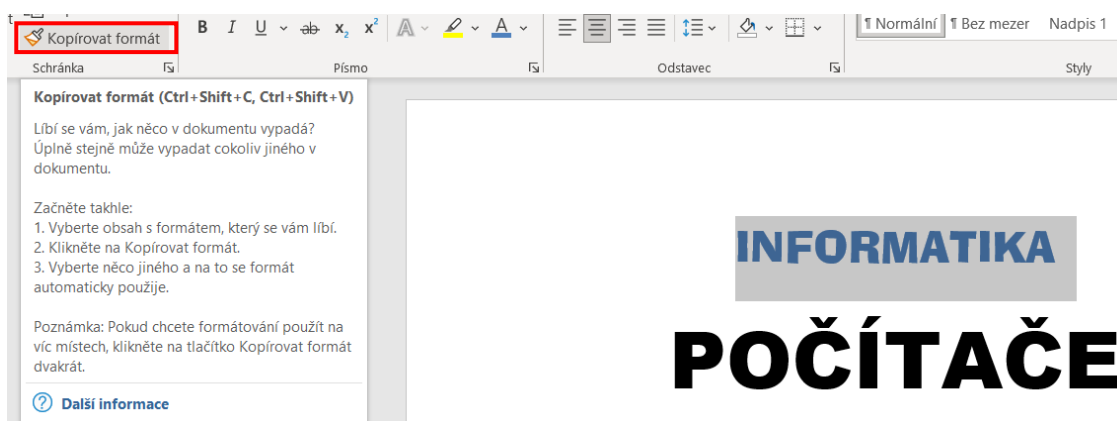 Kopírovat formát
B I U ab x₂ x² A A
¶ Normální ¶ Bez mezer Nadpis 1
Schránka Písmo Odstavec Styly
Kopírovat formát (Ctrl+Shift+C, Ctrl+Shift+V)
Líbí se vám, jak něco v dokumentu vypadá?
Úplně stejně může vypadat cokoliv jiného v
dokumentu.
Začněte takhle:
1. Vyberte obsah s formátem, který se vám líbí.
2. Klikněte na Kopírovat formát.
3. Vyberte něco jiného a na to se formát
automaticky použije.
Poznámka: Pokud chcete formátování použít na
víc místech, klikněte na tlačítko Kopírovat formát
dvakrát.
Další informace
INFORMATIKA
POČÍTAČE